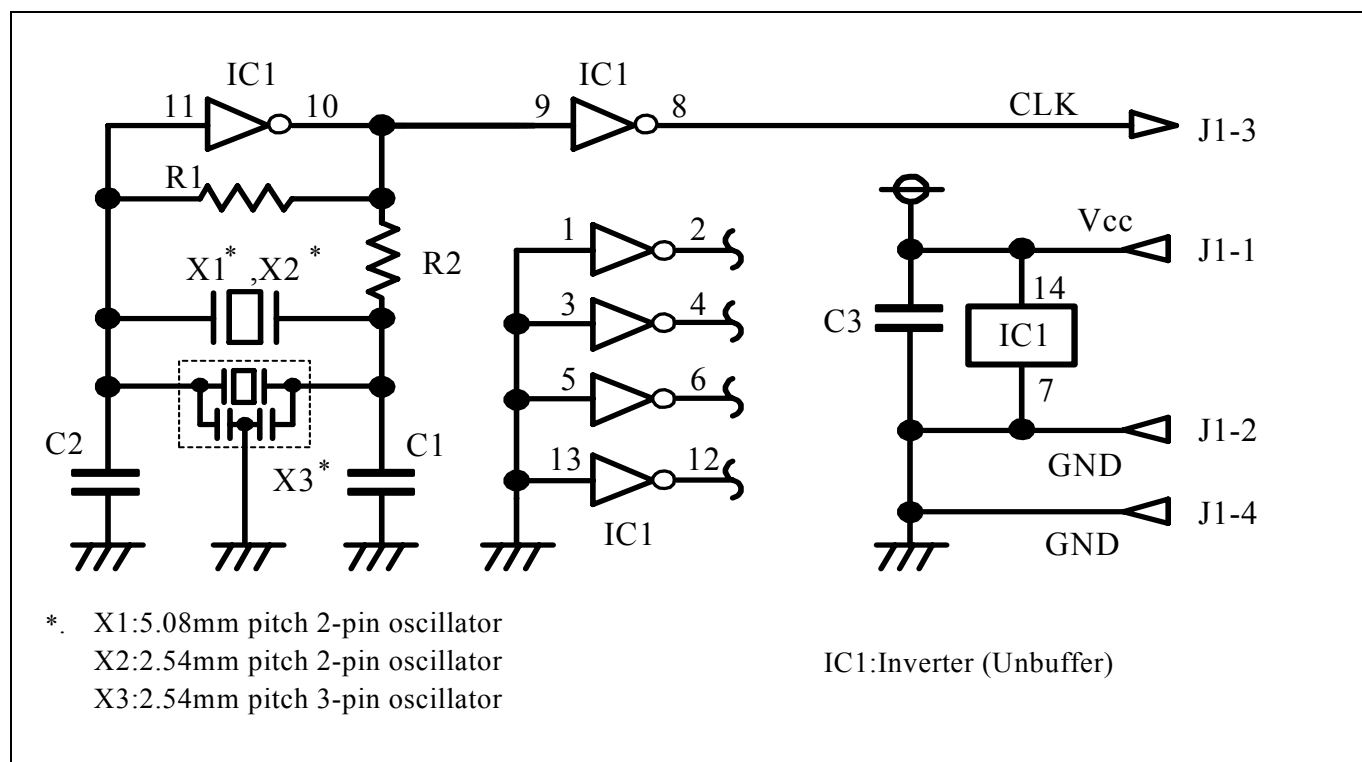 IC1
IC1
11
10
9
8
CLK
J1-3
R1
1
2
Vcc
X1* ,X2 *
R2
J1-1
3
4
14
C3
IC1
5
6
7
C2
C1
J1-2
X3*
13
12
GND
J1-4
IC1
GND
*. X1:5.08mm pitch 2-pin oscillator
X2:2.54mm pitch 2-pin oscillator
IC1:Inverter (Unbuffer)
X3:2.54mm pitch 3-pin oscillator